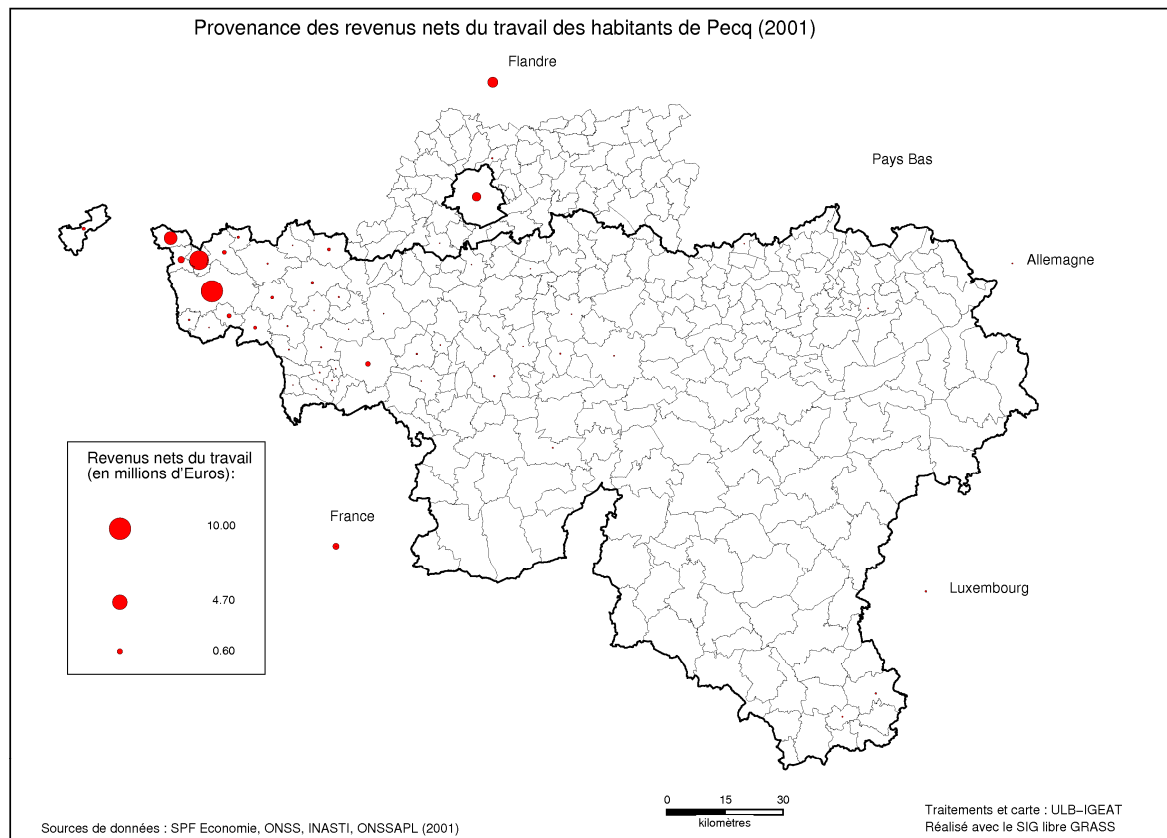 Provenance des revenus nets du travail des habitants de Pecq (2001)
Flandre
Pays Bas
Allemagne
Revenus nets du travail
(en millions d'Euros):
10.00
4.70
0.60
France
Luxembourg
0 15 30
kilomètres
Sources de données : SPF Economie, ONSS, INASTI, ONSSAPL (2001)
Traitements et carte : ULB–IGEAT
Réalisé avec le SIG libre GRASS